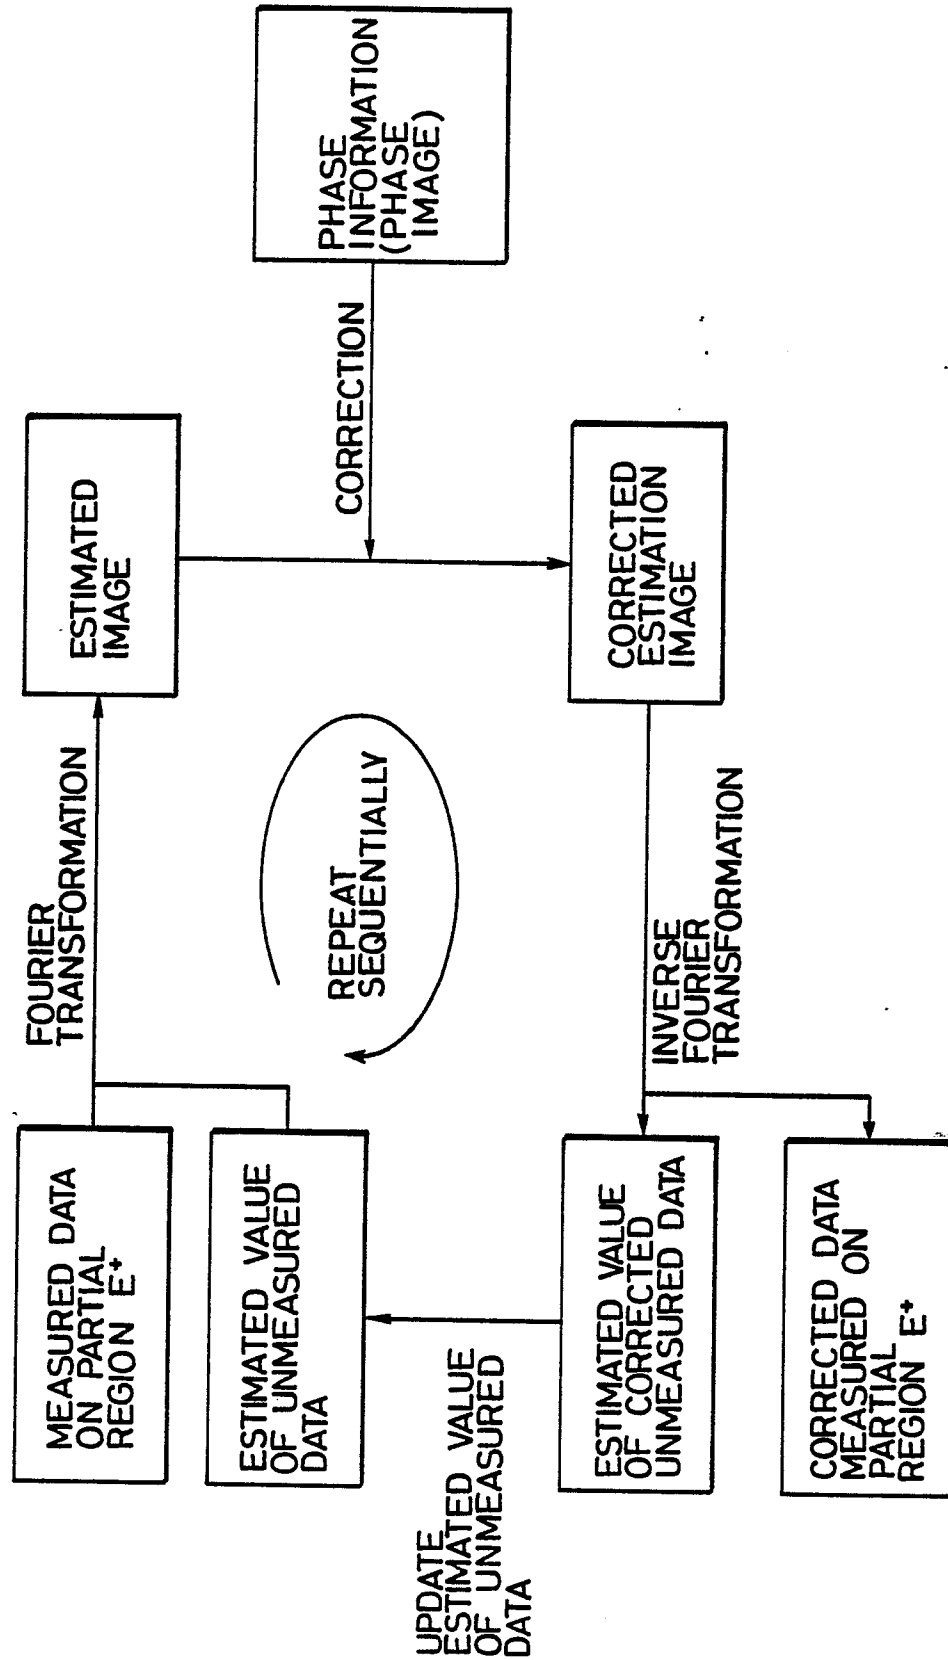 MEASURED DATA
ON PARTIAL
REGION E⁺
ESTIMATED VALUE
OF UNMEASURED
DATA
FOURIER
TRANSFORMATION
ESTIMATED
IMAGE
CORRECTION
PHASE
INFORMATION
(PHASE
IMAGE)
REPEAT
SEQUENTIALLY
UPDATE
ESTIMATED VALUE
OF UNMEASURED
DATA
ESTIMATED VALUE
OF CORRECTED
UNMEASURED DATA
INVERSE
FOURIER
TRANSFORMATION
CORRECTED
ESTIMATION
IMAGE
CORRECTED DATA
MEASURED ON
PARTIAL
REGION E⁺